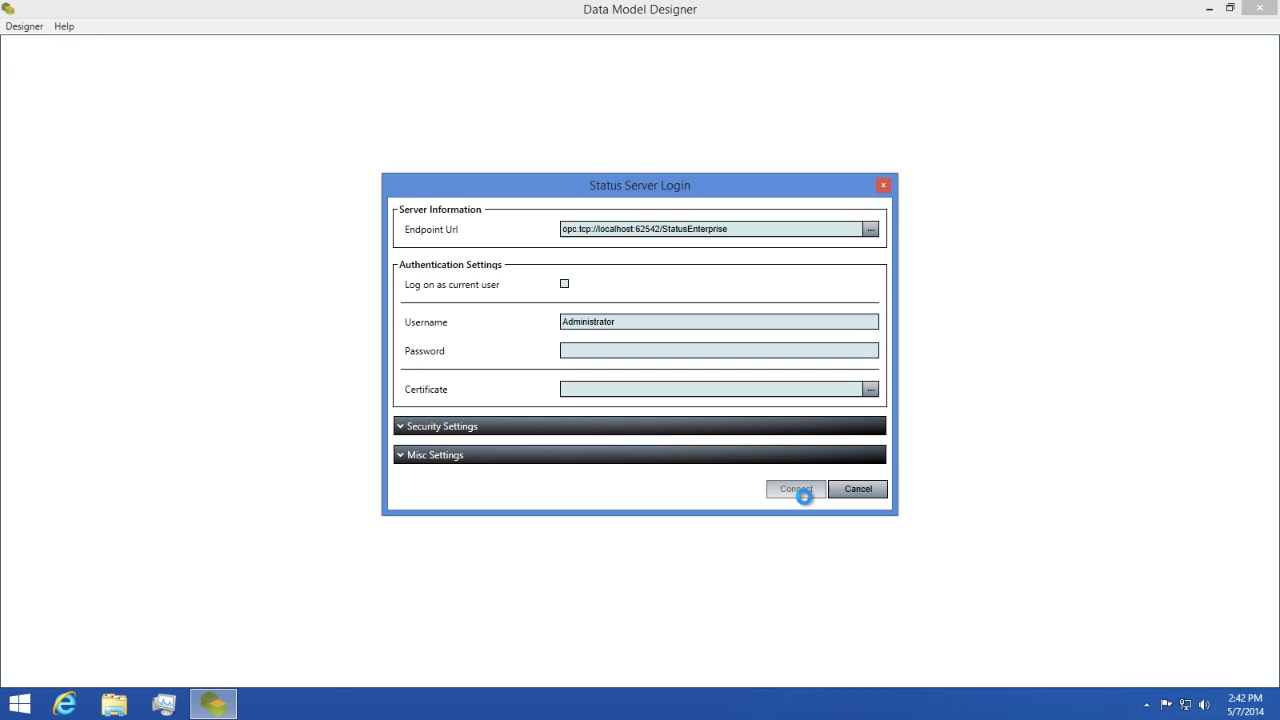 Data Model Designer
Designer Help
Status Server Login
Server Information
Endpoint Url opc.tcp://localhost:62542/StatusEnterprise ...
Authentication Settings
Log on as current user
Username Administrator
Password
Certificate ...
Security Settings
Misc Settings
Connect Cancel
2:42 PM
5/7/2014